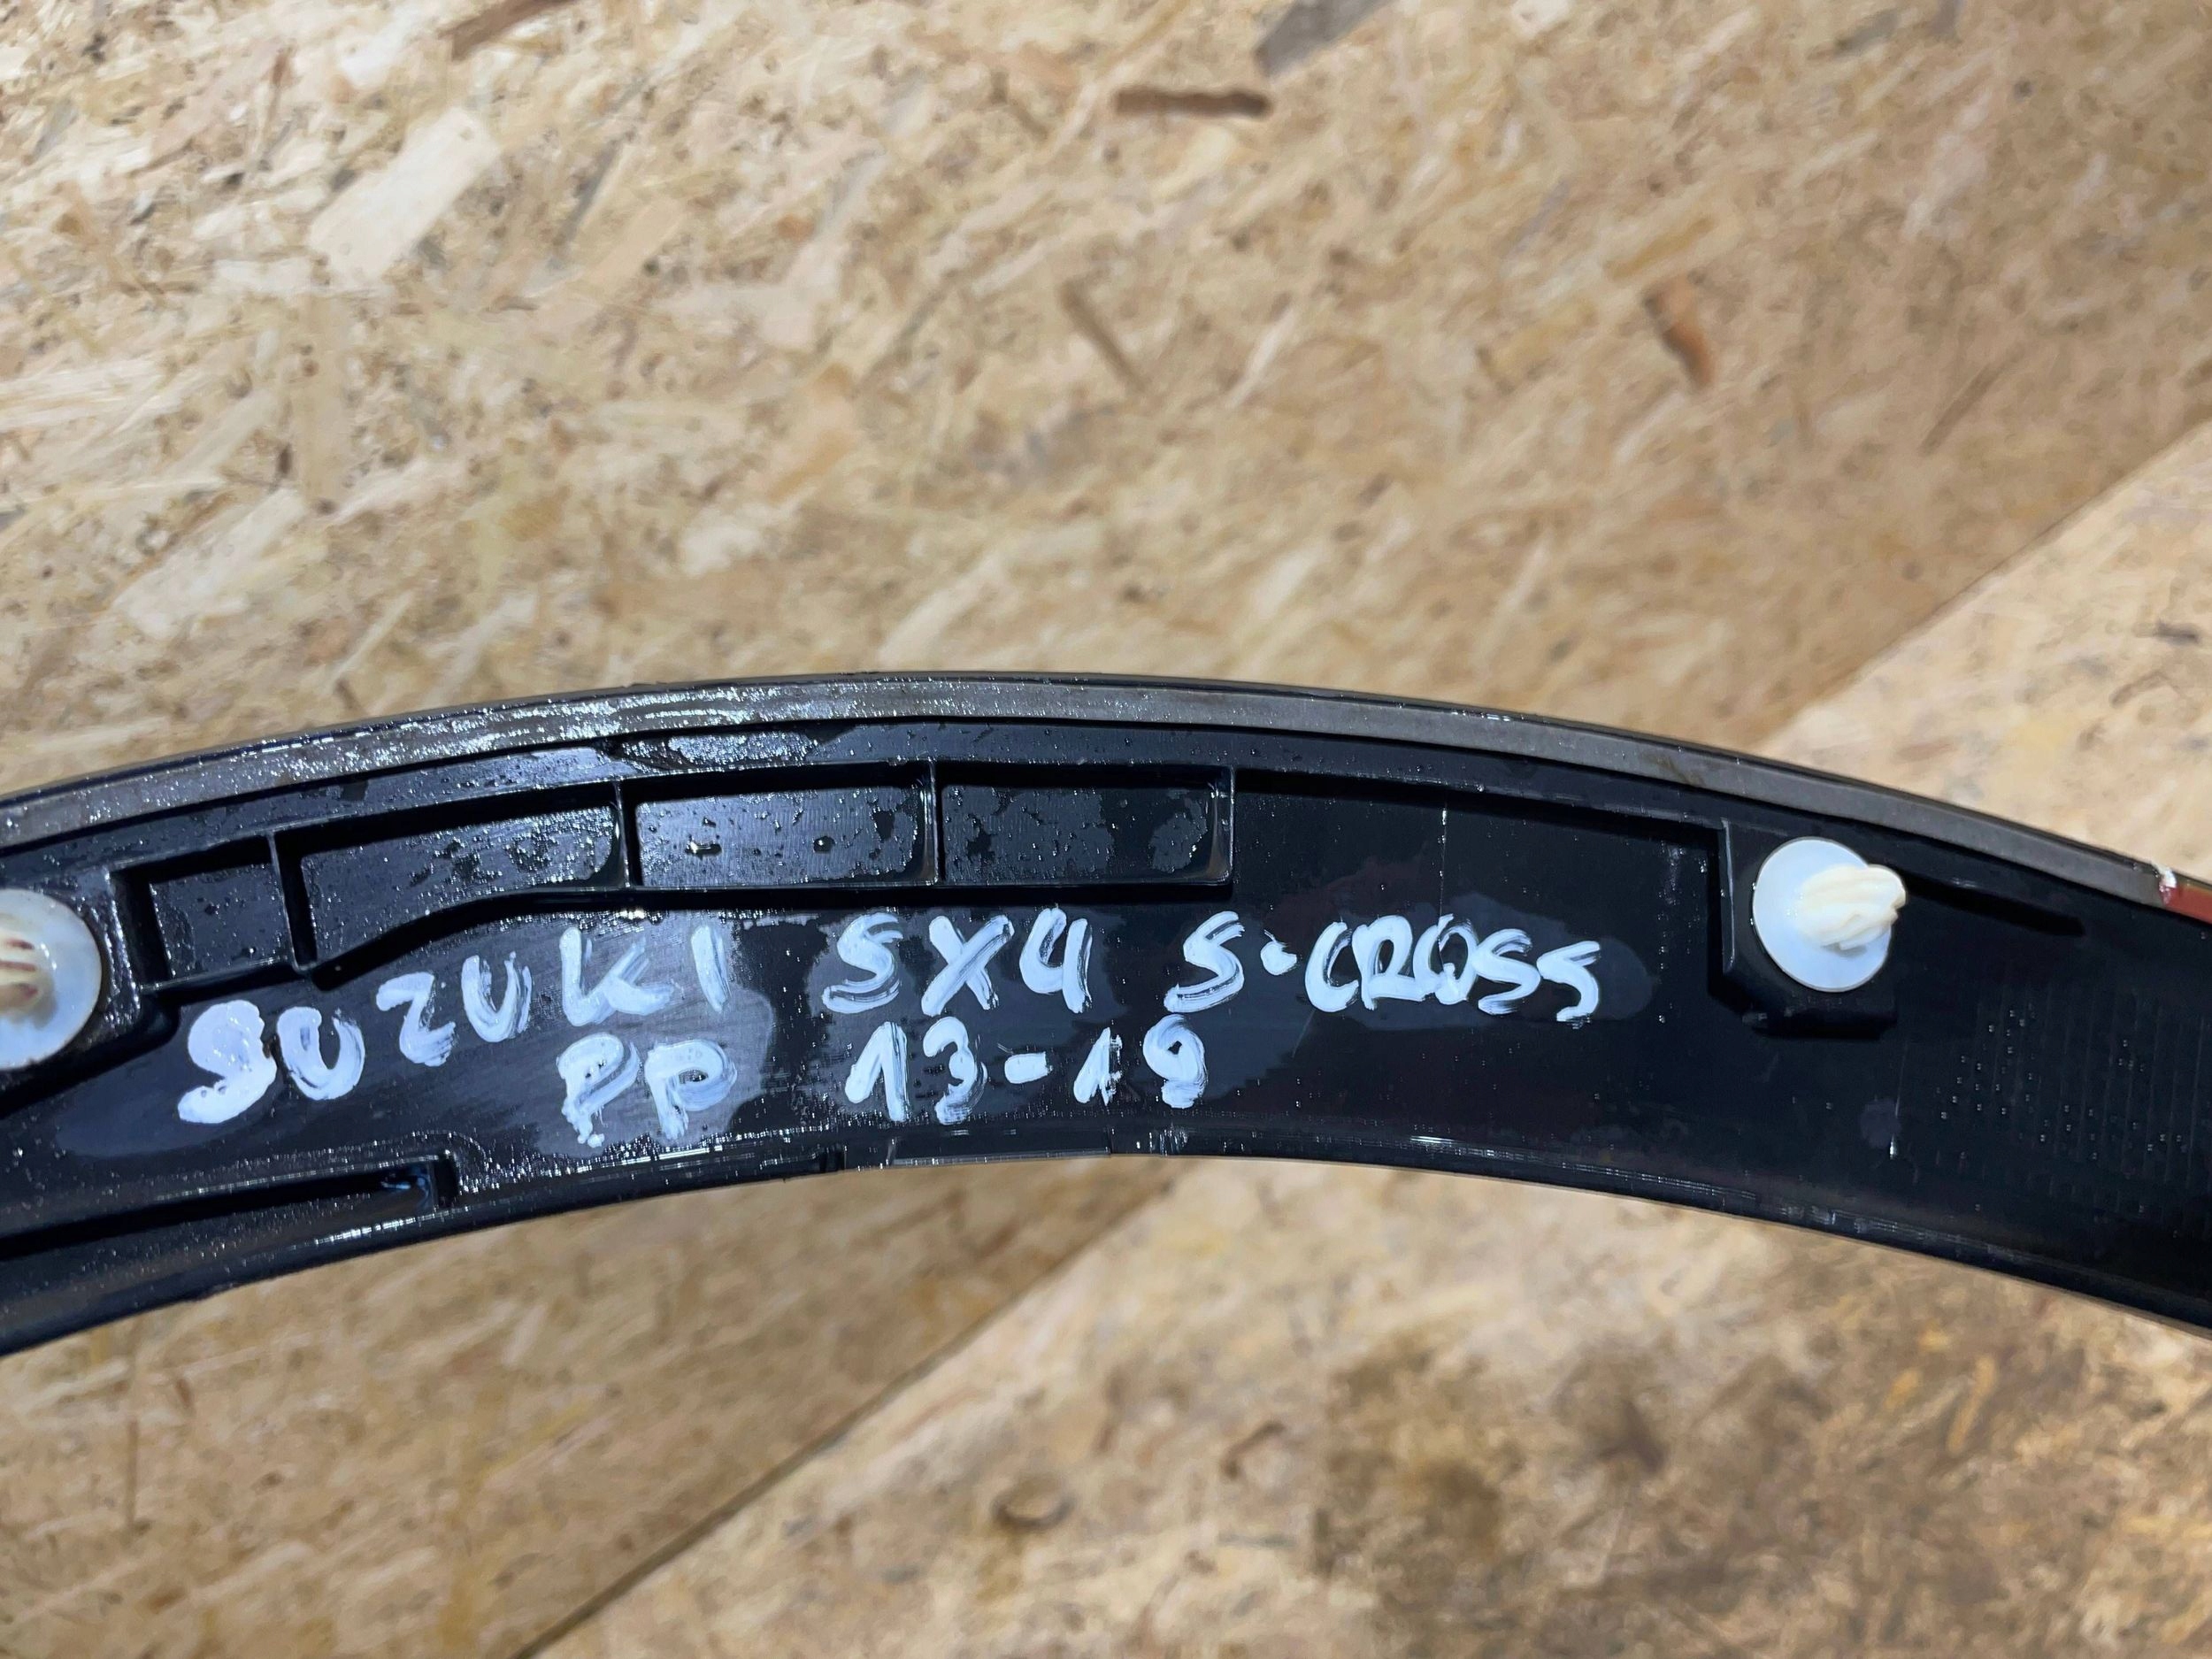 SUZUKI SX4 S-CROSS
PP 13-19